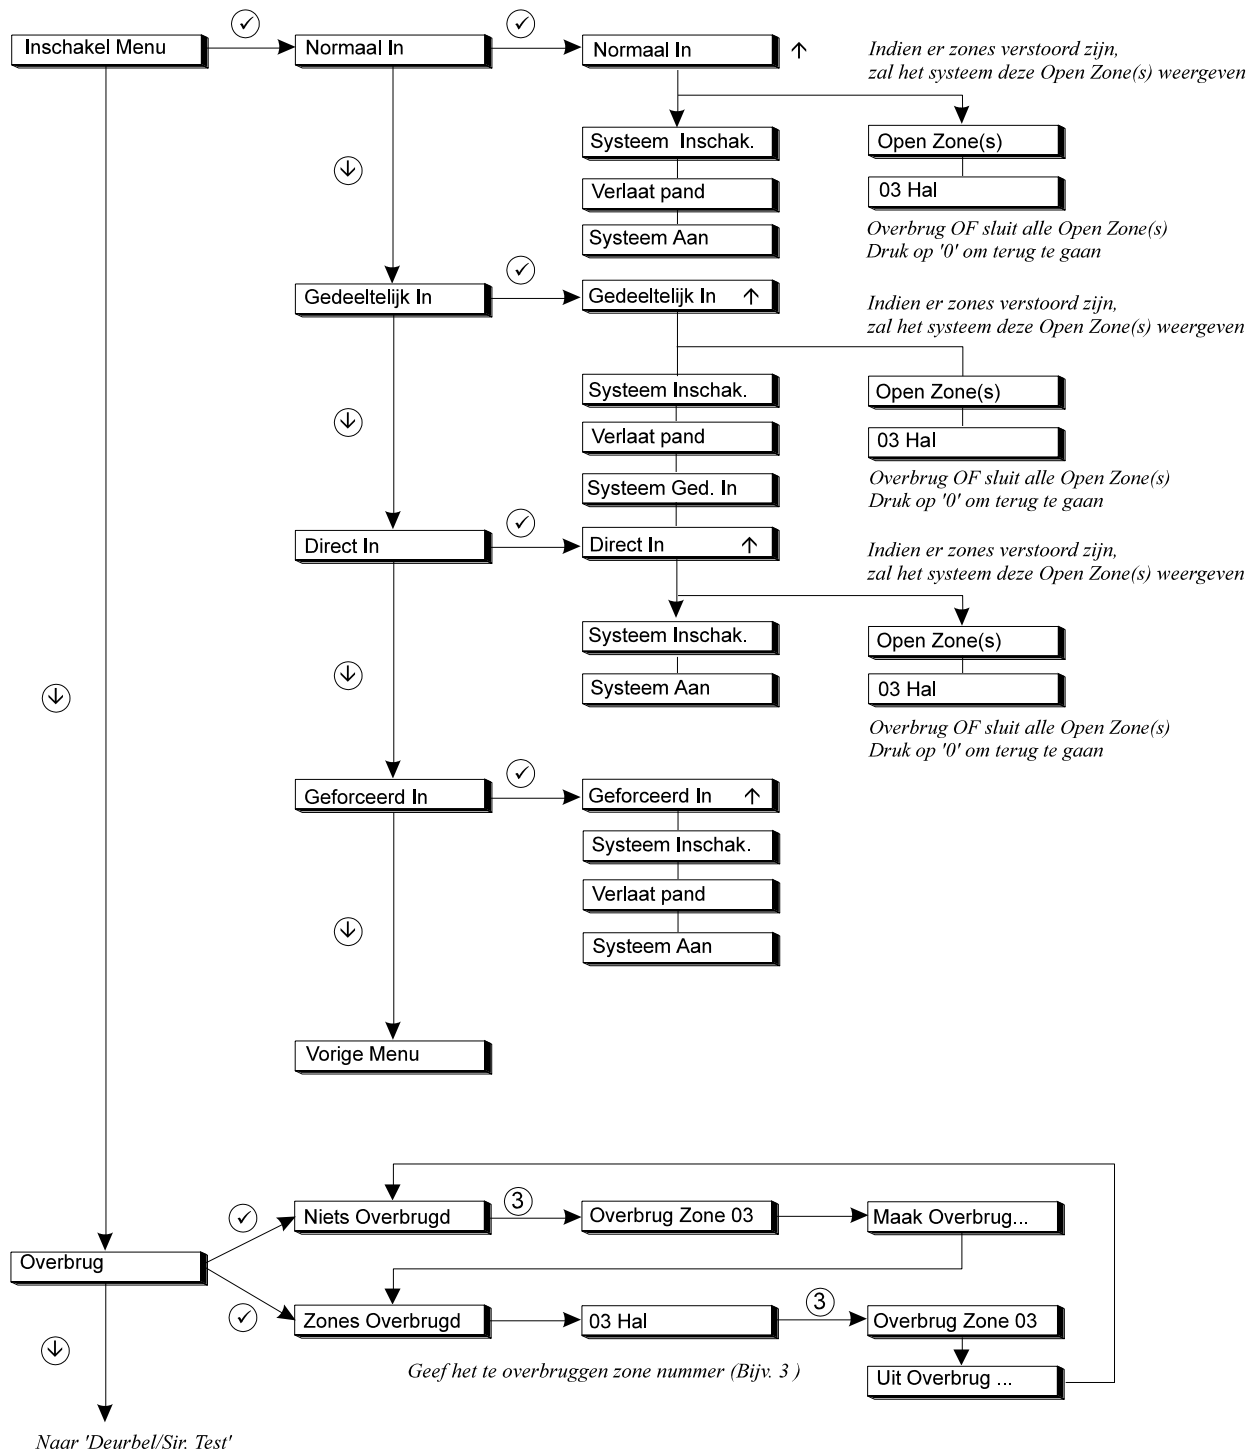 Inschakel Menu
Normaal In
Normaal In
Indien er zones verstoord zijn,
zal het systeem deze Open Zone(s) weergeven
Systeem Inschak.
Open Zone(s)
Verlaat pand
03 Hal
Systeem Aan
Overbrug OF sluit alle Open Zone(s)
Druk op '0' om terug te gaan
Gedeeltelijk In
Gedeeltelijk In
Indien er zones verstoord zijn,
zal het systeem deze Open Zone(s) weergeven
Systeem Inschak.
Open Zone(s)
Verlaat pand
03 Hal
Systeem Ged. In
Overbrug OF sluit alle Open Zone(s)
Druk op '0' om terug te gaan
Direct In
Direct In
Indien er zones verstoord zijn,
zal het systeem deze Open Zone(s) weergeven
Systeem Inschak.
Open Zone(s)
Systeem Aan
03 Hal
Overbrug OF sluit alle Open Zone(s)
Druk op '0' om terug te gaan
Geforceerd In
Geforceerd In
Systeem Inschak.
Verlaat pand
Systeem Aan
Vorige Menu
Niets Overbrugd
3
Overbrug Zone 03
Maak Overbrug...
Overbrug
Zones Overbrugd
03 Hal
3
Overbrug Zone 03
Geef het te overbruggen zone nummer (Bijv. 3 )
Uit Overbrug ...
Naar 'Deurbel/Sir. Test'